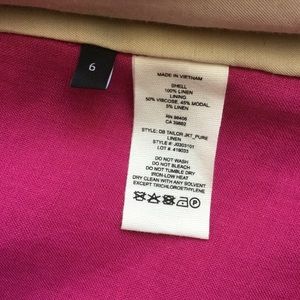 6
MADE IN VIETNAM
SHELL
100% LINEN
LINING
50% VISCOSE, 45% MODAL,
5% LINEN
RN 98406
CA 39882
STYLE: DB TAILOR JKT_PURE
LINEN
STYLE #: J0303101
LOT #: 419033
DO NOT WASH
DO NOT BLEACH
DO NOT TUMBLE DRY
IRON LOW HEAT
DRY CLEAN WITH ANY SOLVENT
EXCEPT TRICHLOROETHYLENE
P